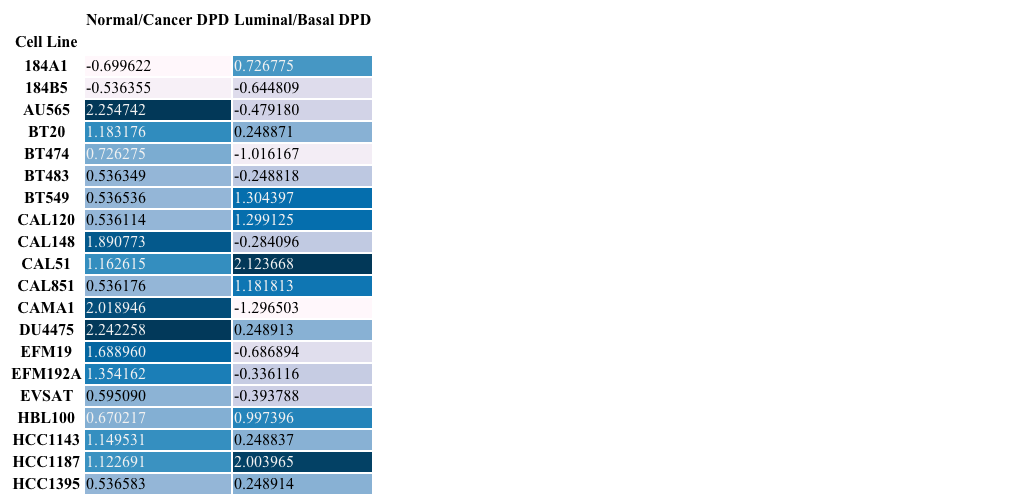 Normal/Cancer DPD Luminal/Basal DPD
Cell Line
184A1 -0.699622 0.726775
184B5 -0.536355 -0.644809
AU565 2.254742 -0.479180
BT20 1.183176 0.248871
BT474 0.726275 -1.016167
BT483 0.536349 -0.248818
BT549 0.536536 1.304397
CAL120 0.536114 1.299125
CAL148 1.890773 -0.284096
CAL51 1.162615 2.123668
CAL851 0.536176 1.181813
CAMA1 2.018946 -1.296503
DU4475 2.242258 0.248913
EFM19 1.688960 -0.686894
EFM192A 1.354162 -0.336116
EVSAT 0.595090 -0.393788
HBL100 0.670217 0.997396
HCC1143 1.149531 0.248837
HCC1187 1.122691 2.003965
HCC1395 0.536583 0.248914